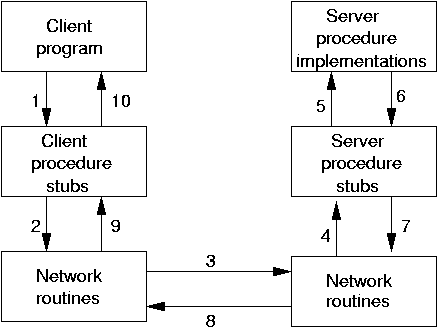 Client
program
Server
procedure
implementations
1
10
5
6
Client
procedure
stubs
Server
procedure
stubs
2
9
4
7
3
Network
routines
Network
routines
8